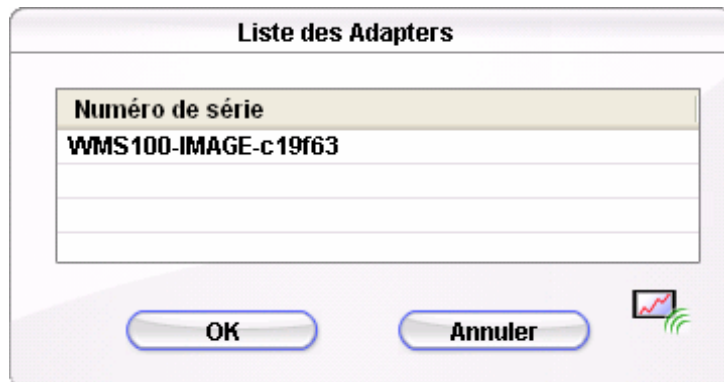 Liste des Adapters
Numéro de série
WMS100-IMAGE-c19f63
OK
Annuler